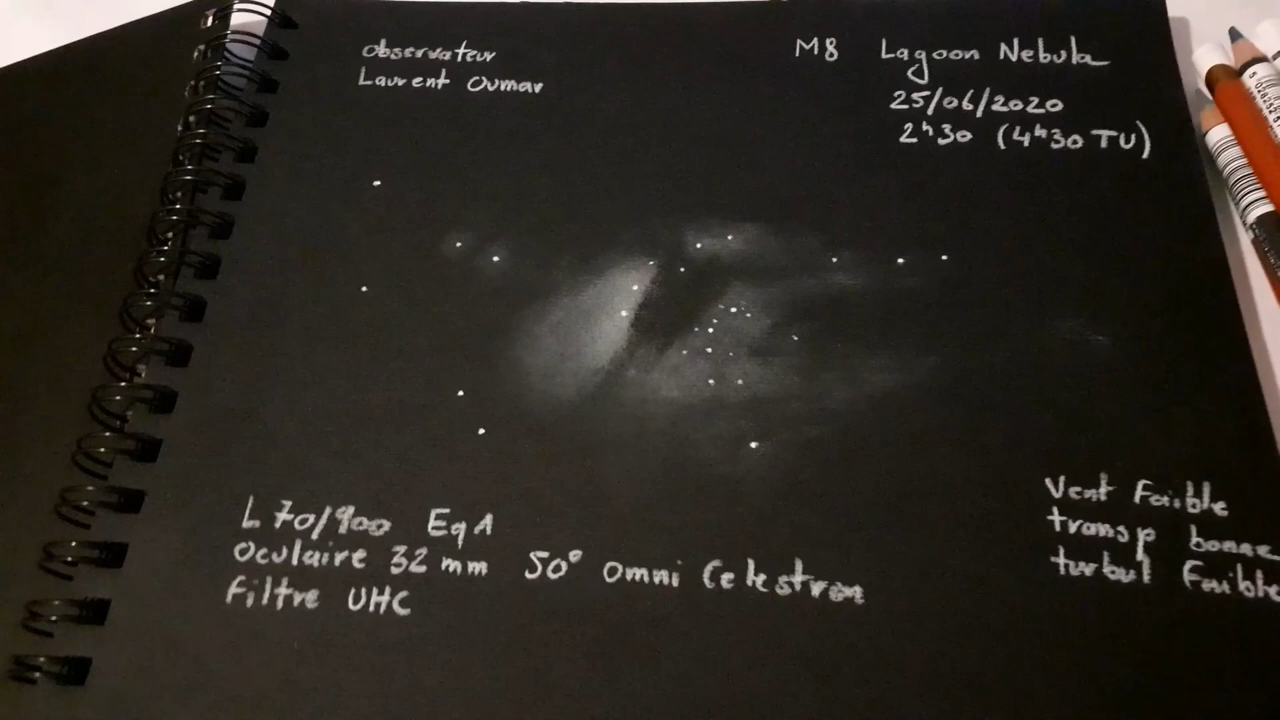 Observateur
Laurent Oumar
M8 Lagoon Nebula
25/06/2020
2h30 (4h30 TU)
L 70/900 EqA
Oculaire 32 mm 50° Omni Celestron
Filtre UHC
Vent Faible
transp bonne
turbul faible